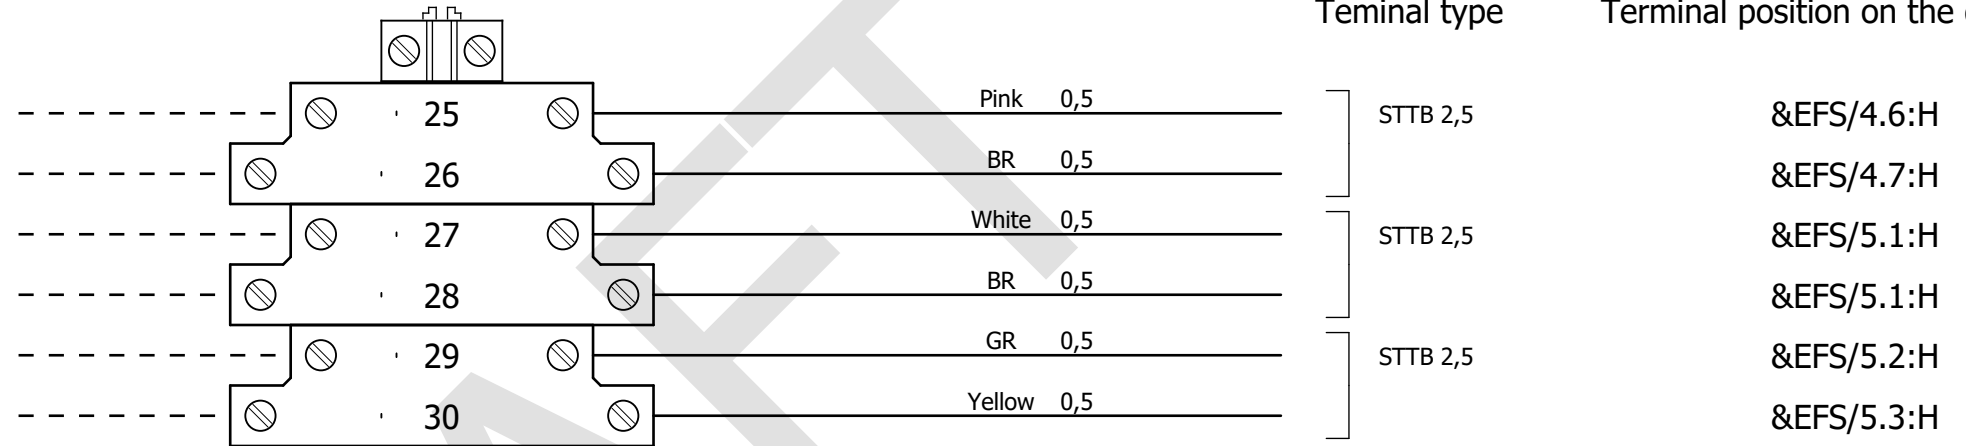 Teminal type Terminal position on the
25 Pink 0,5 STTB 2,5 &EFS/4.6:H
26 BR 0,5 &EFS/4.7:H
27 White 0,5 STTB 2,5 &EFS/5.1:H
28 BR 0,5 &EFS/5.1:H
29 GR 0,5 STTB 2,5 &EFS/5.2:H
30 Yellow 0,5 &EFS/5.3:H